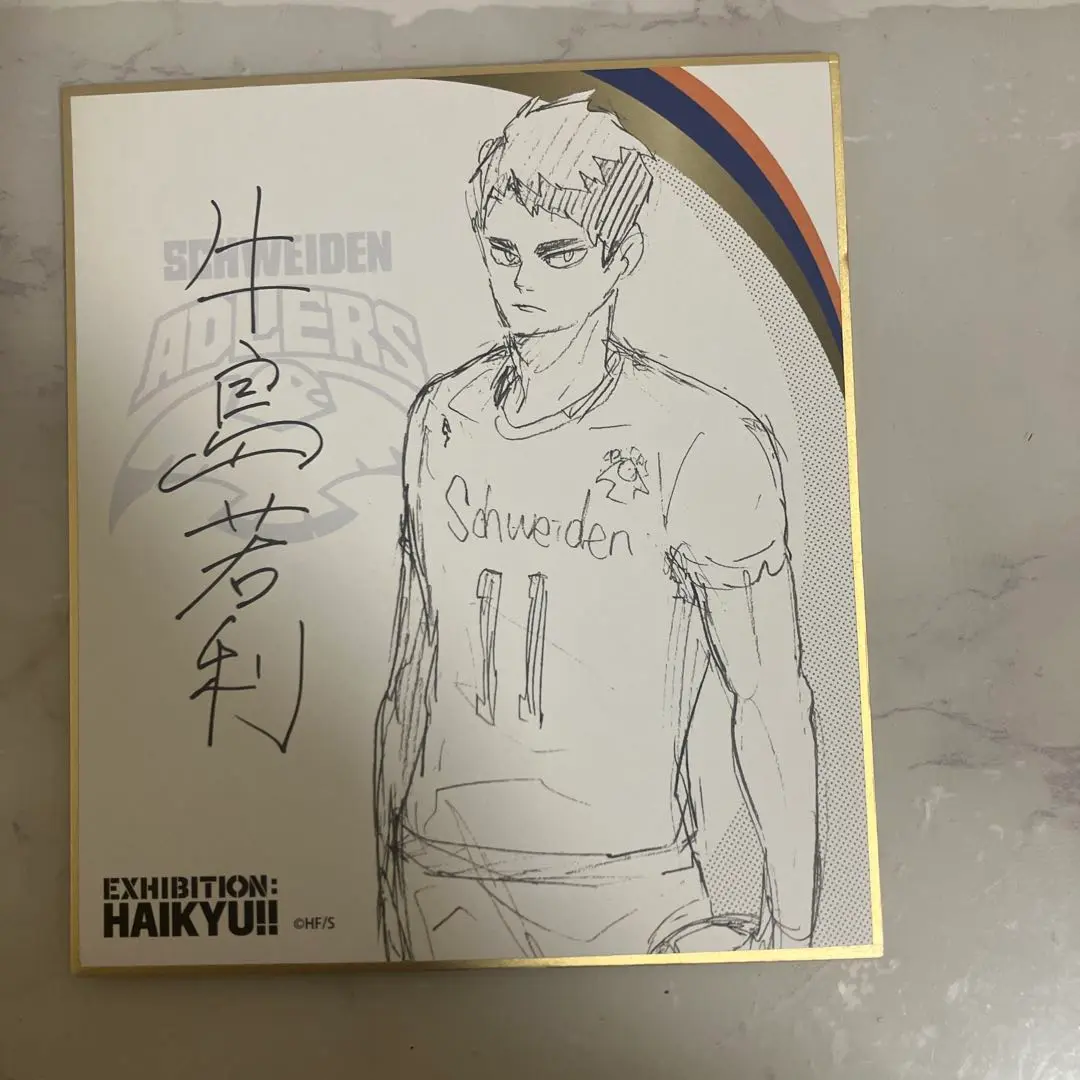 牛島若利
SCHWEIDEN
ADLERS
Schweiden
11
EXHIBITION:
HAIKYU!!
©HF/S